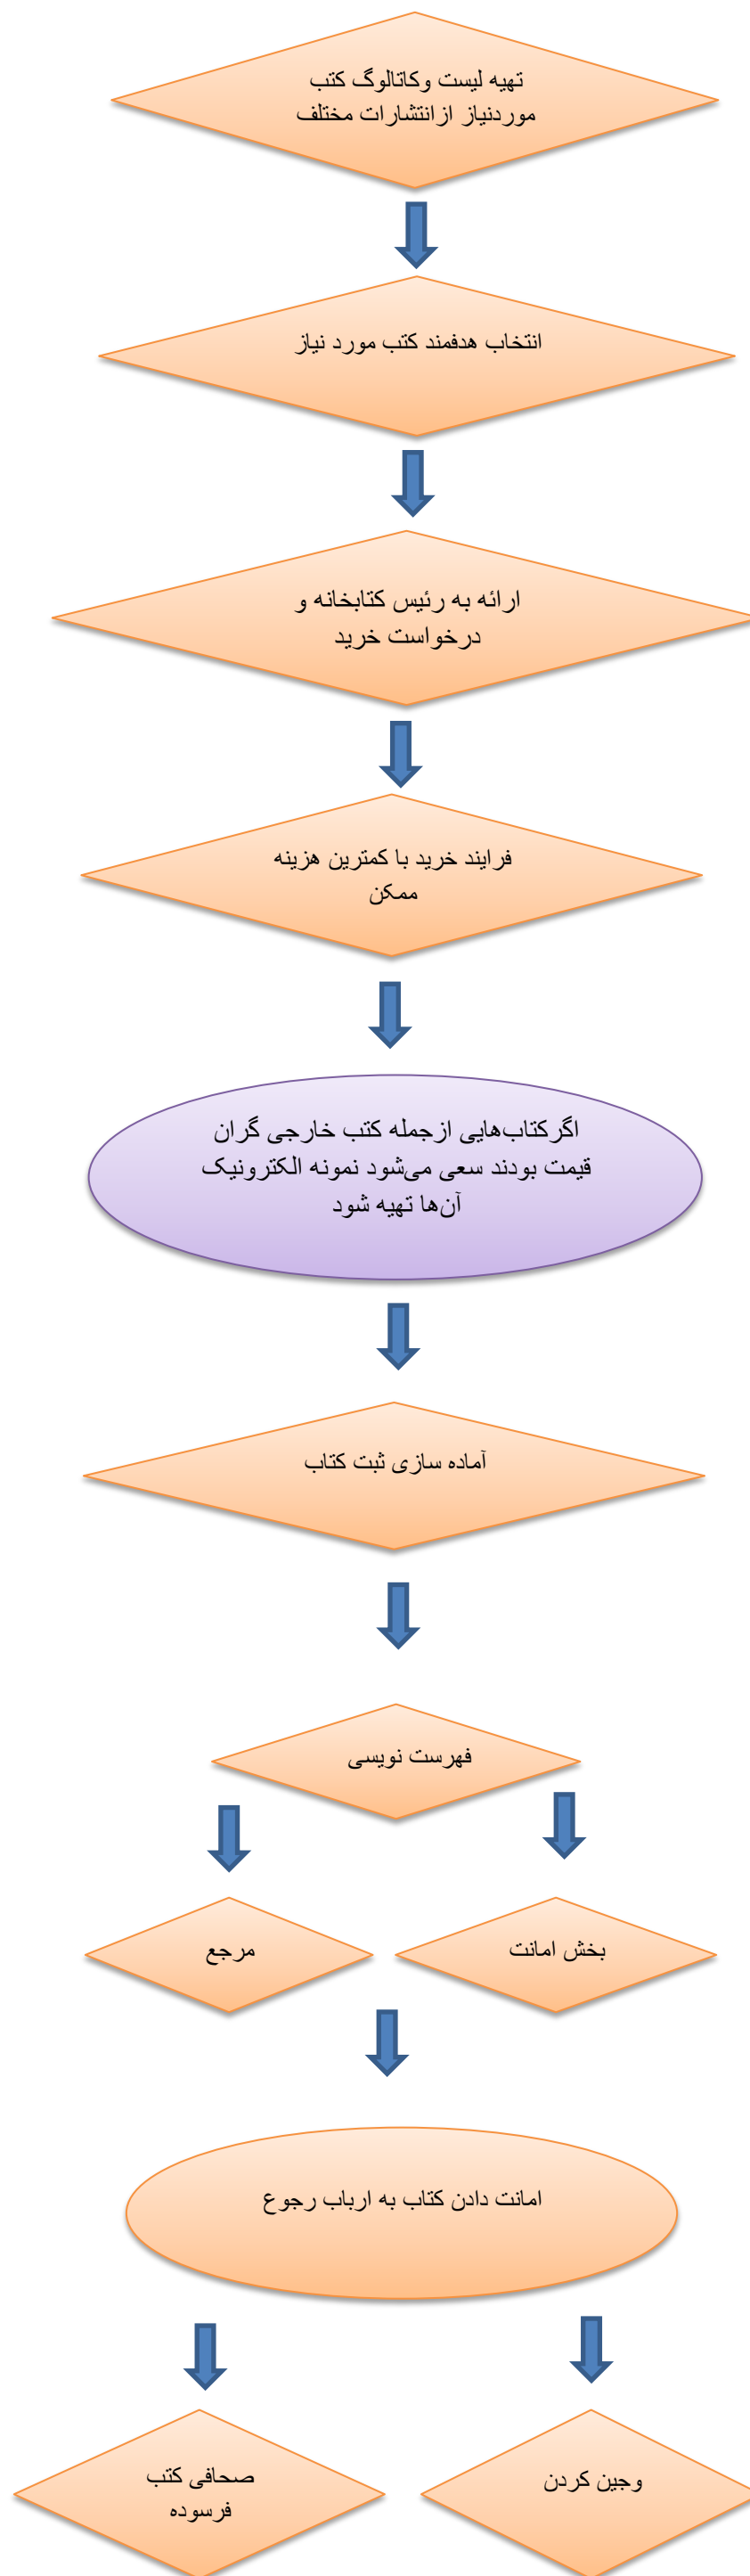 تهیه لیست وکاتالوگ کتب
موردنیاز ازانتشارات مختلف
انتخاب هدفمند کتب مورد نیاز
ارائه به رئیس کتابخانه و
درخواست خرید
فرایند خرید با کمترین هزینه
ممکن
اگرکتاب‌هایی ازجمله کتب خارجی گران
قیمت بودند سعی می‌شود نمونه الکترونیک
آن‌ها تهیه شود
آماده سازی ثبت کتاب
فهرست نویسی
بخش امانت
مرجع
امانت دادن کتاب به ارباب رجوع
وجین کردن
صحافی کتب
فرسوده